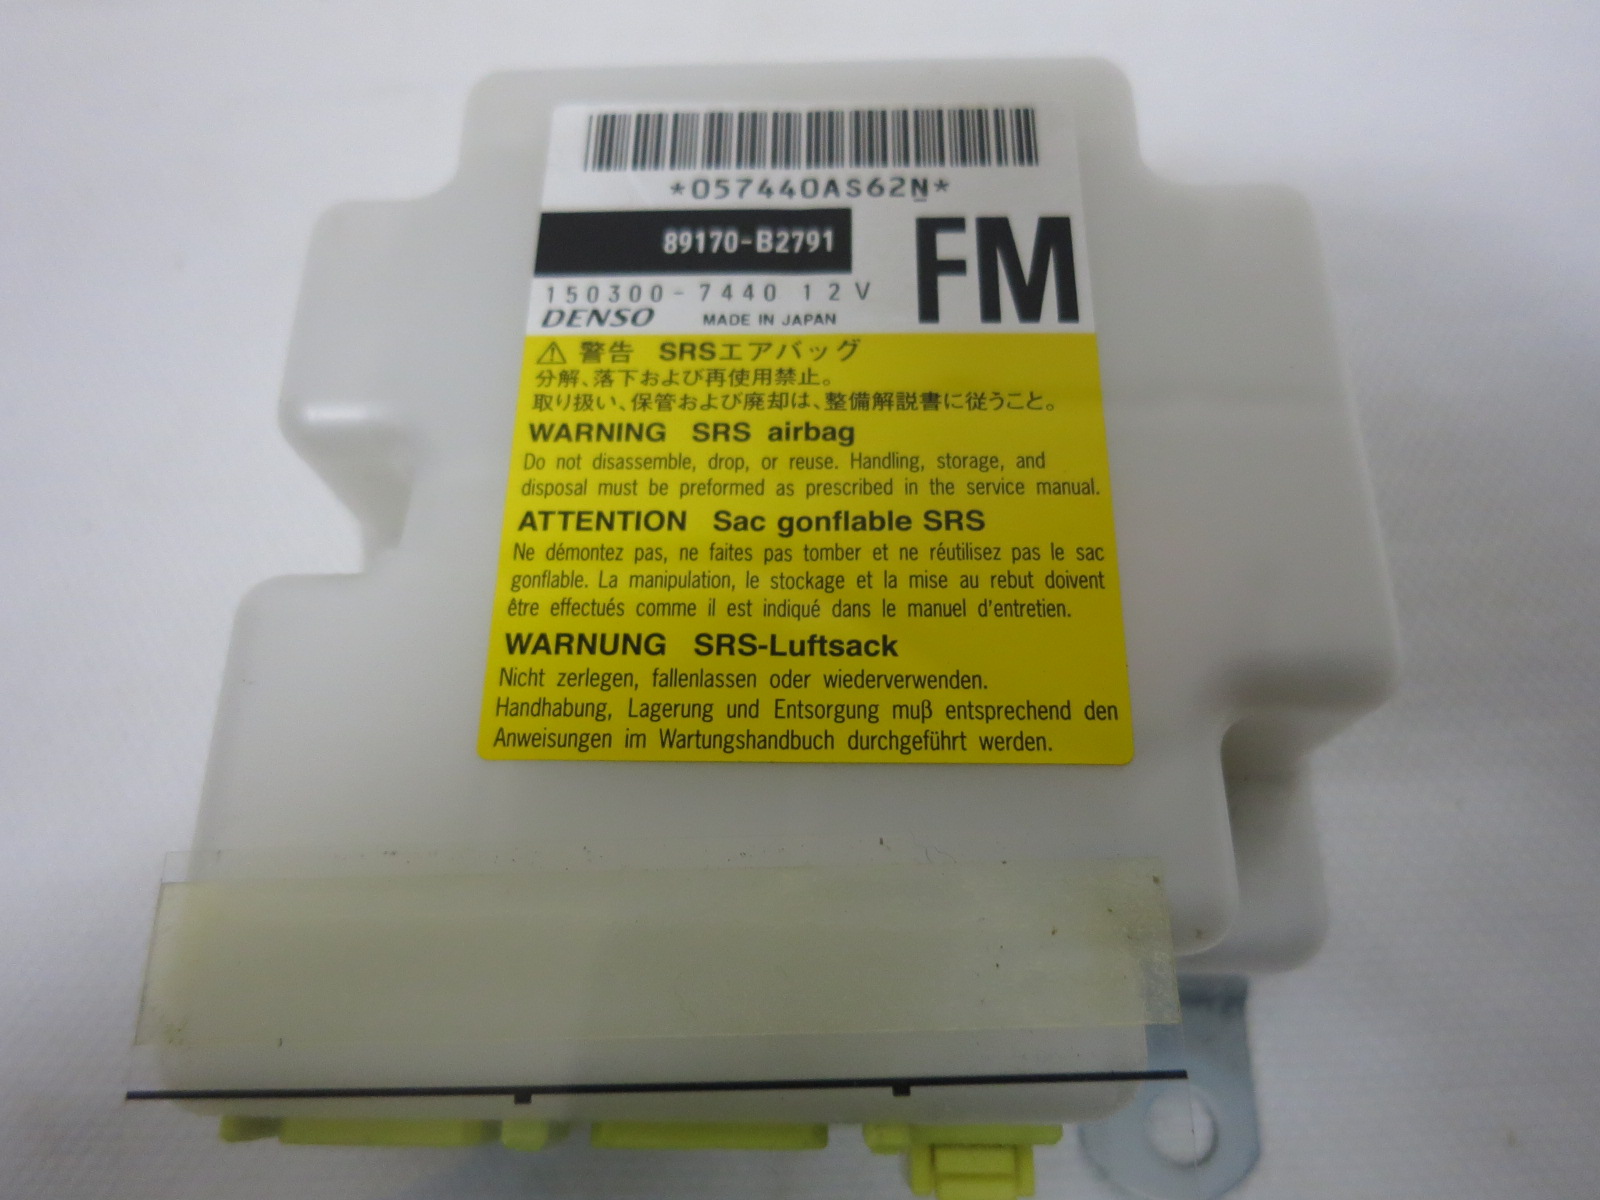 *057440AS62N*
89170-B2791
FM
150300-7440 12V
DENSO MADE IN JAPAN
⚠ 警告 SRSエアバッグ
分解、落下および再使用禁止。
取り扱い、保管および廃却は、整備解説書に従うこと。
WARNING SRS airbag
Do not disassemble, drop, or reuse. Handling, storage, and
disposal must be preformed as prescribed in the service manual.
ATTENTION Sac gonflable SRS
Ne démontez pas, ne faites pas tomber et ne réutilisez pas le sac
gonflable. La manipulation, le stockage et la mise au rebut doivent
être effectués comme il est indiqué dans le manuel d'entretien.
WARNUNG SRS-Luftsack
Nicht zerlegen, fallenlassen oder wiederverwenden.
Handhabung, Lagerung und Entsorgung muß entsprechend den
Anweisungen im Wartungshandbuch durchgeführt werden.